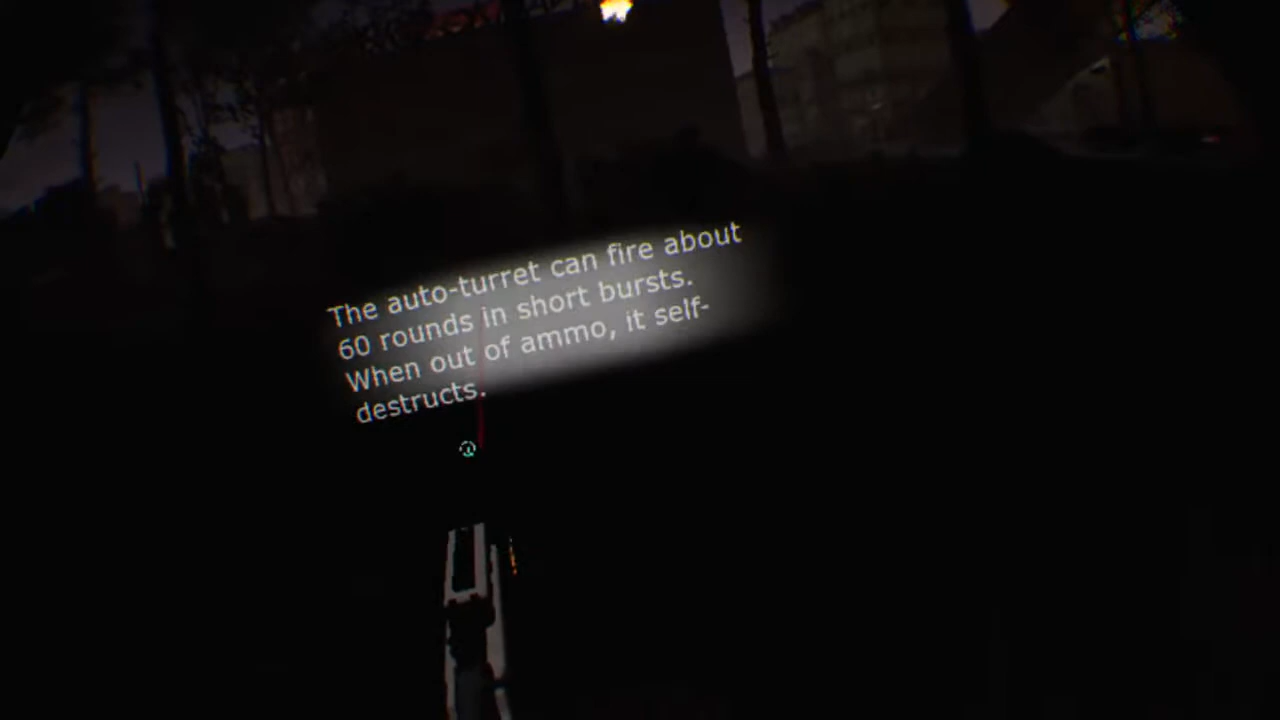 The auto-turret can fire about
60 rounds in short bursts.
When out of ammo, it self-
destructs.